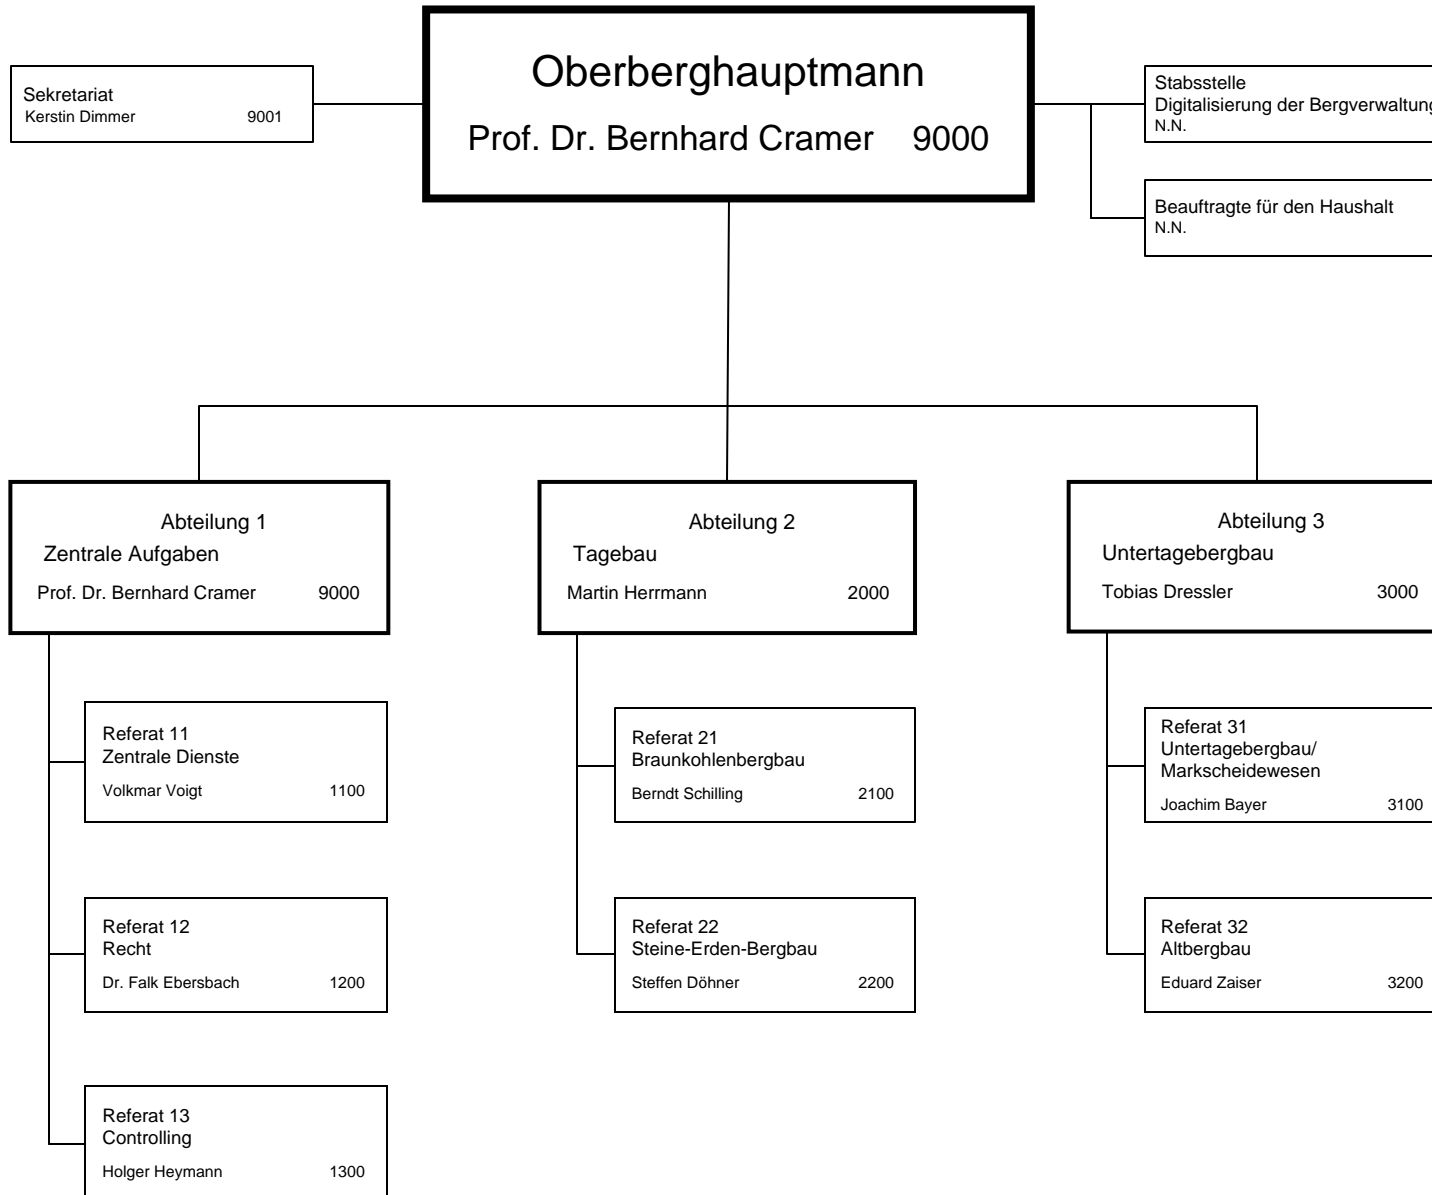 Oberberghauptmann
Prof. Dr. Bernhard Cramer 9000
Sekretariat
Kerstin Dimmer 9001
Stabsstelle
Digitalisierung der Bergverwaltung
N.N.
Beauftragte für den Haushalt
N.N.
Abteilung 1
Zentrale Aufgaben
Prof. Dr. Bernhard Cramer 9000
Referat 11
Zentrale Dienste
Volkmar Voigt 1100
Referat 12
Recht
Dr. Falk Ebersbach 1200
Referat 13
Controlling
Holger Heymann 1300
Abteilung 2
Tagebau
Martin Herrmann 2000
Referat 21
Braunkohlenbergbau
Berndt Schilling 2100
Referat 22
Steine-Erden-Bergbau
Steffen Döhner 2200
Abteilung 3
Untertagebergbau
Tobias Dressler 3000
Referat 31
Untertagebergbau/
Markscheidewesen
Joachim Bayer 3100
Referat 32
Altbergbau
Eduard Zaiser 3200